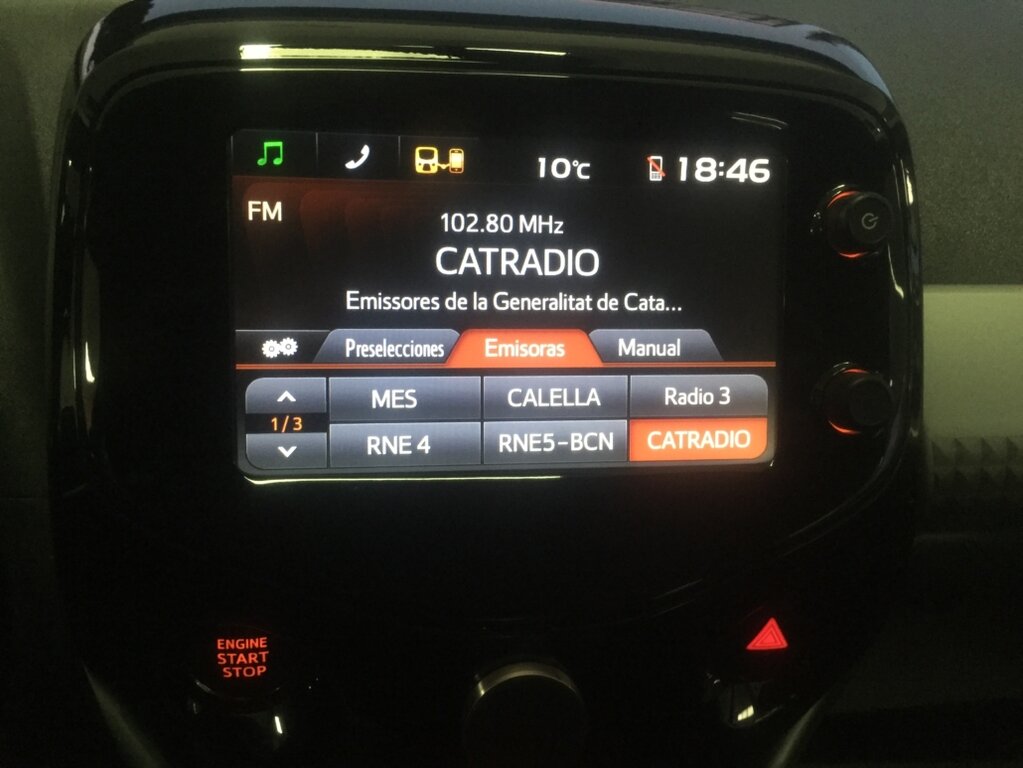 10°C 18:46
FM
102.80 MHz
CATRADIO
Emissores de la Generalitat de Cata...
Preselecciones Emisoras Manual
MES CALELLA Radio 3
1/3
RNE 4 RNE5-BCN CATRADIO
ENGINE
START
STOP